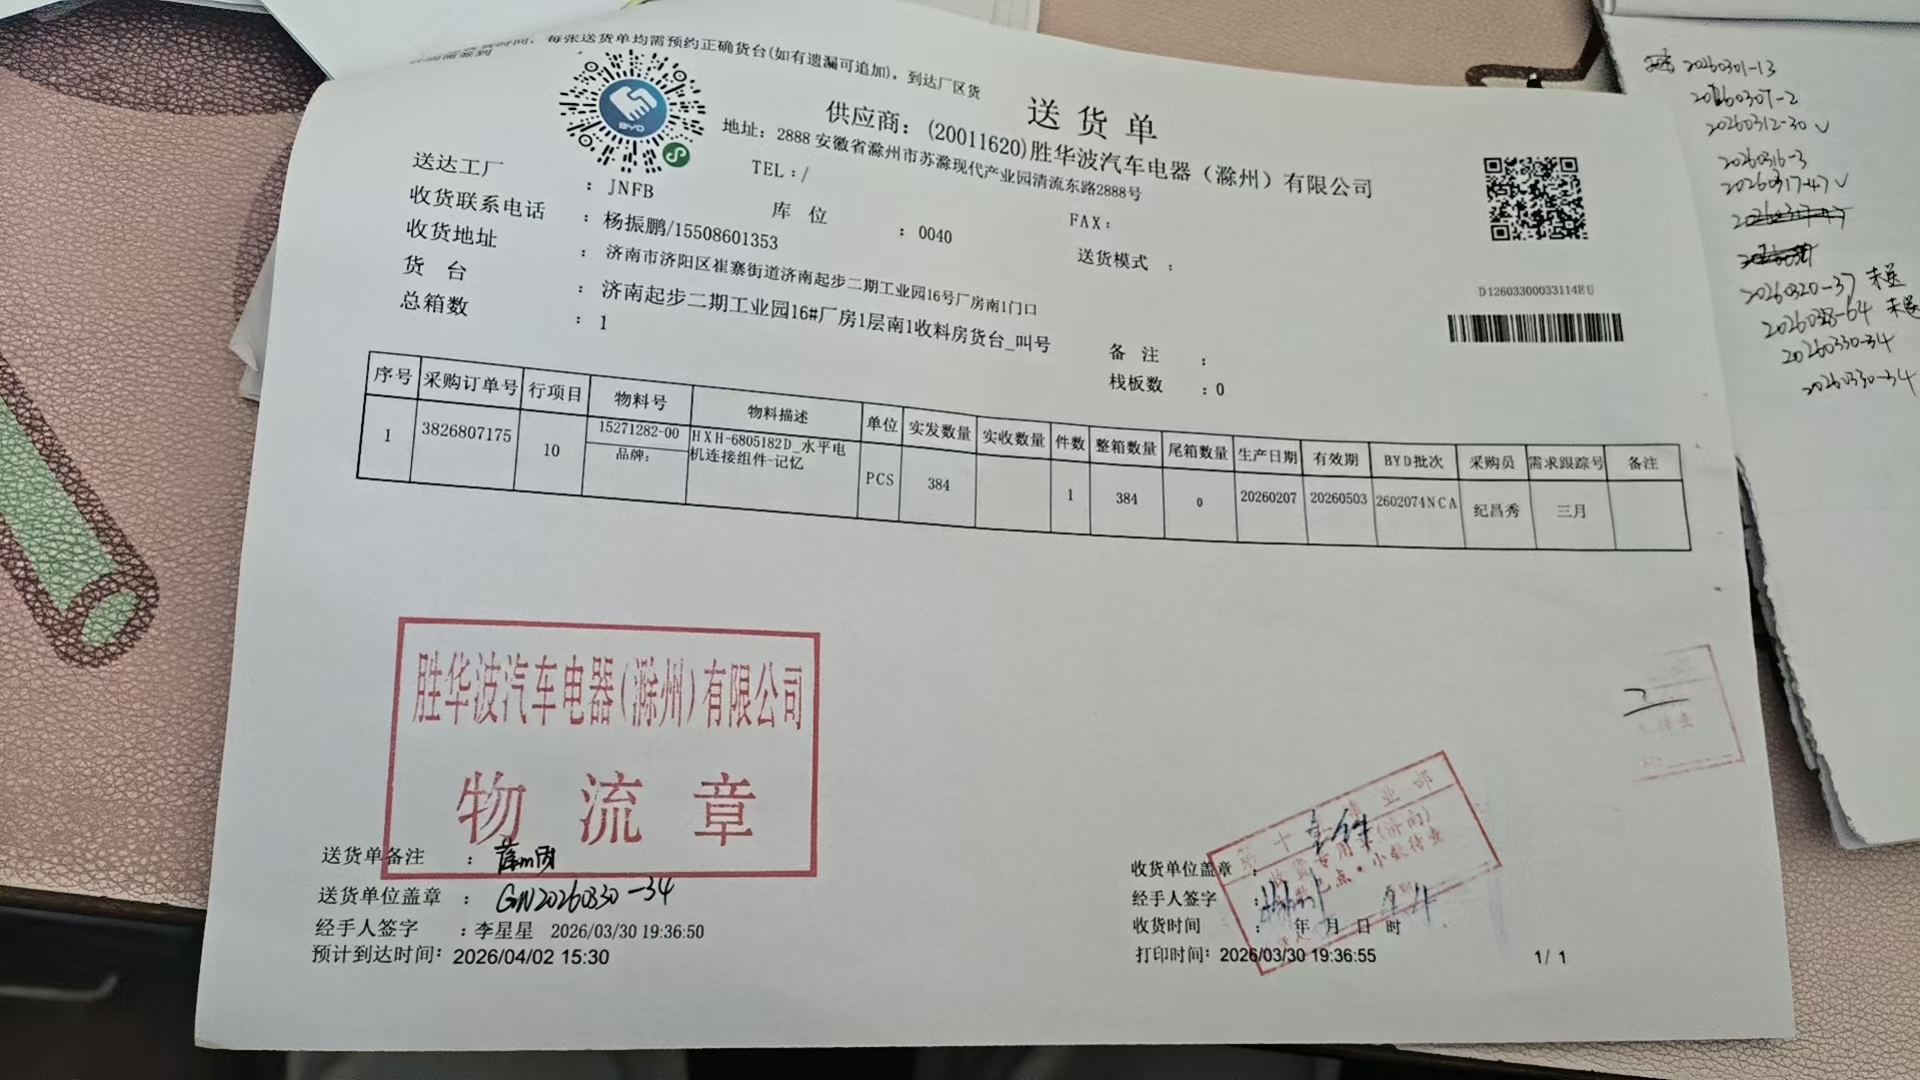 每张送货单均需预约正确货台(如有遗漏可追加)，到达厂区货
送货单
供应商：(20011620)胜华波汽车电器（滁州）有限公司
地址：2888 安徽省滁州市苏滁现代产业园清流东路2888号
TEL：/
FAX：
BYD
送达工厂 ： JNFB
库 位 ： 0040
送货模式 ：
收货联系电话 ： 杨振鹏/15508601353
收货地址 ： 济南市济阳区崔寨街道济南起步二期工业园16号厂房南1门口
货 台 ： 济南起步二期工业园16#厂房1层南1收料房货台_叫号
备 注 ：
总箱数 ： 1
栈板数 ：0
D12603300033114EU
序号 采购订单号 行项目 物料号 物料描述 单位 实发数量 实收数量 件数 整箱数量 尾箱数量 生产日期 有效期 BYD批次 采购员 需求跟踪号 备注
1 3826807175 10 15271282-00 HXH-6805182D_水平电机连接组件-记忆 PCS 384 1 384 0 20260207 20260503 2602074NCA 纪昌秀 三月
品牌：
胜华波汽车电器（滁州）有限公司
物流章
送货单备注 ：
送货单位盖章 ： GN20260330-34
经手人签字 ：李星星 2026/03/30 19:36:50
预计到达时间：2026/04/02 15:30
收货单位盖章 ：
经手人签字 ：
收货时间 ： 年 月 日 时
打印时间：2026/03/30 19:36:55
1/ 1
20260301-13
20260307-2
20260312-30 √
20260316-3
20260317-47 √
20260320-37 未送
20260330-34
20260330-34